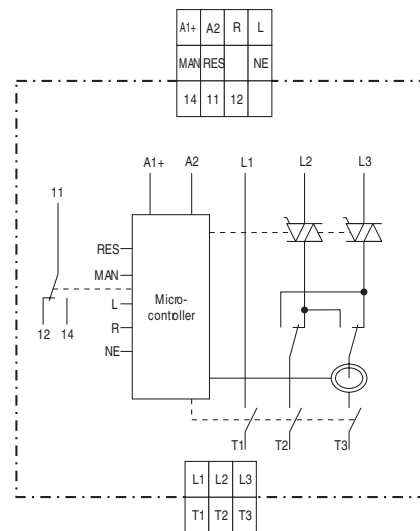 A1+ A2 R L
MAN RES NE
14 11 12
A1+ A2 L1 L2 L3
11
RES
MAN
L
R
NE
Micro-
controller
12 14
T1 T2 T3
L1 L2 L3
T1 T2 T3